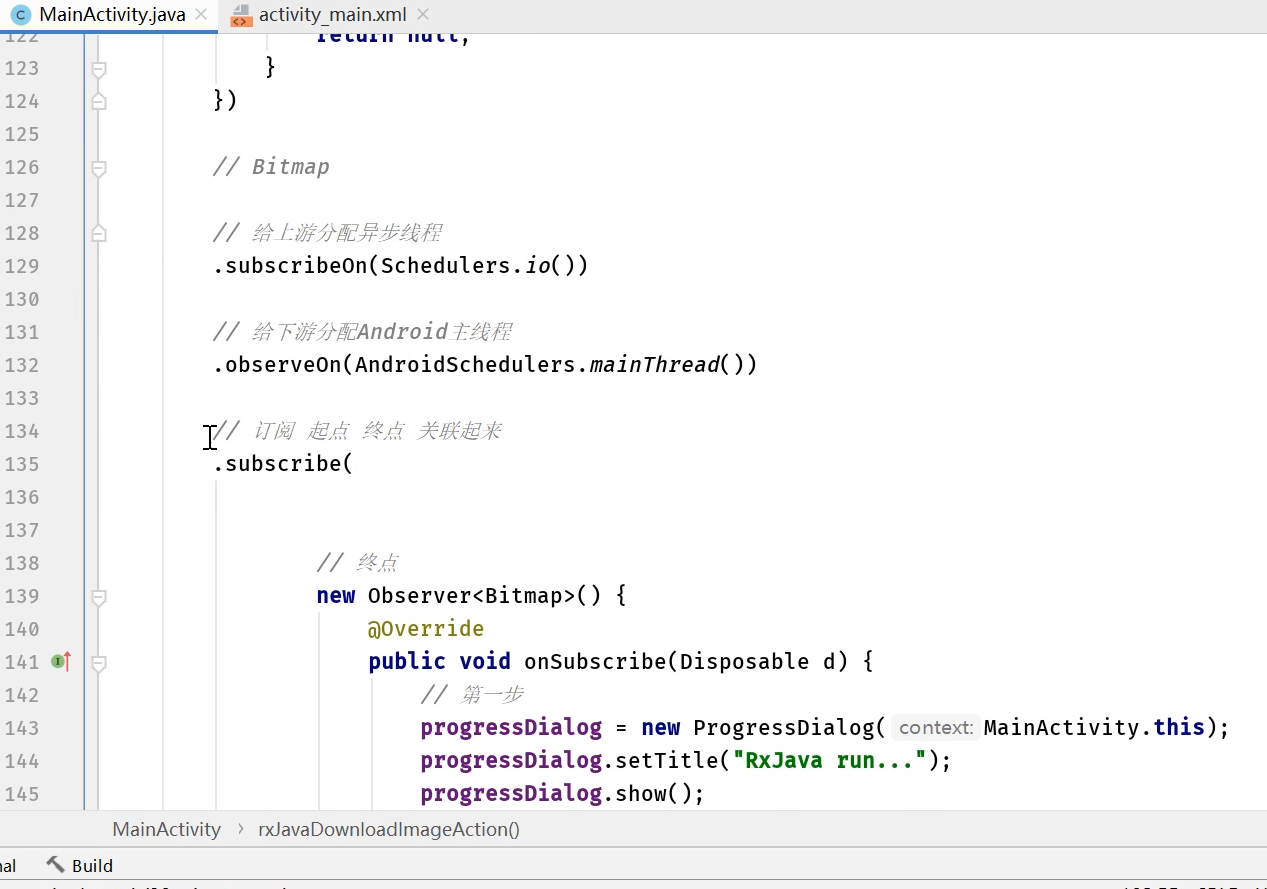 MainActivity.java
activity_main.xml
122 return null;
123 }
124 })
125
126 // Bitmap
127
128 // 给上游分配异步线程
129 .subscribeOn(Schedulers.io())
130
131 // 给下游分配Android主线程
132 .observeOn(AndroidSchedulers.mainThread())
133
134 // 订阅 起点 终点 关联起来
135 .subscribe(
136
137
138 // 终点
139 new Observer<Bitmap>() {
140 @Override
141 public void onSubscribe(Disposable d) {
142 // 第一步
143 progressDialog = new ProgressDialog( context: MainActivity.this);
144 progressDialog.setTitle("RxJava run...");
145 progressDialog.show();
MainActivity › rxJavaDownloadImageAction()
Build